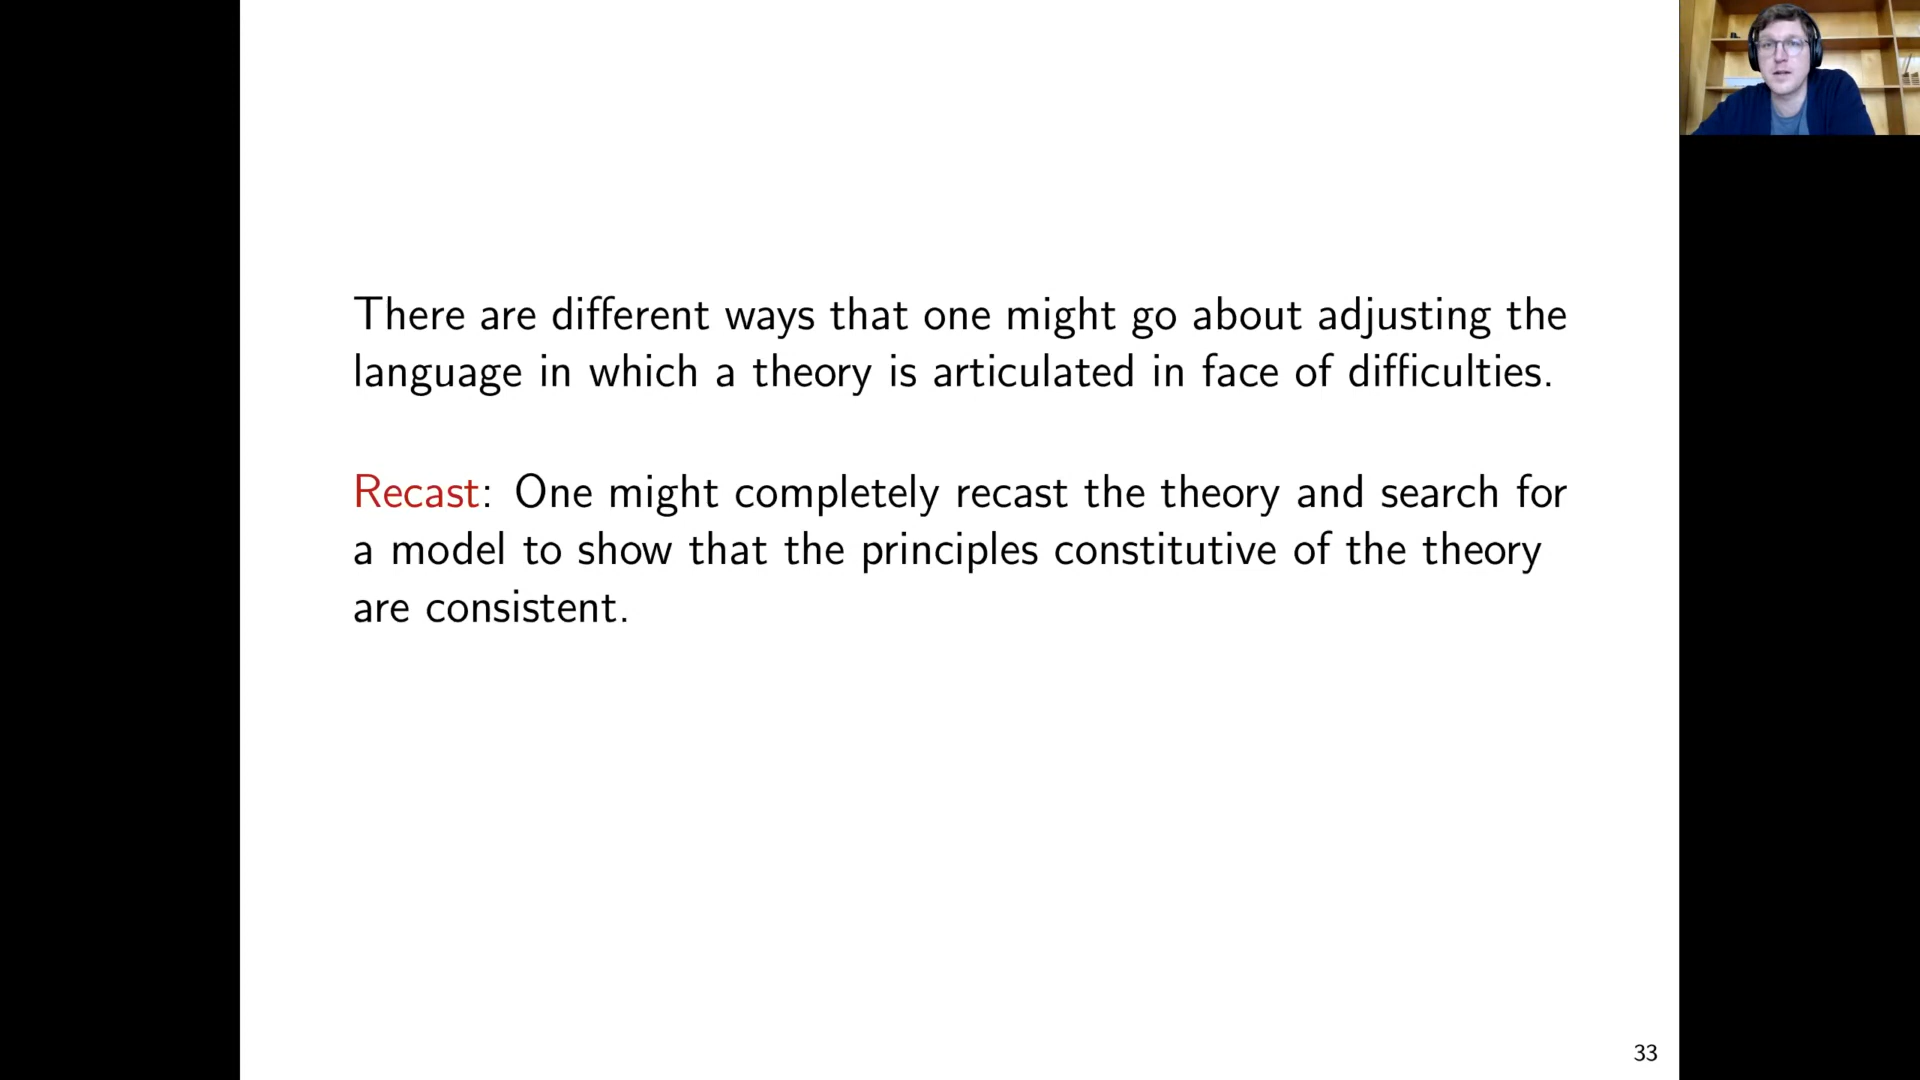 There are different ways that one might go about adjusting the
language in which a theory is articulated in face of difficulties.
Recast: One might completely recast the theory and search for
a model to show that the principles constitutive of the theory
are consistent.
33